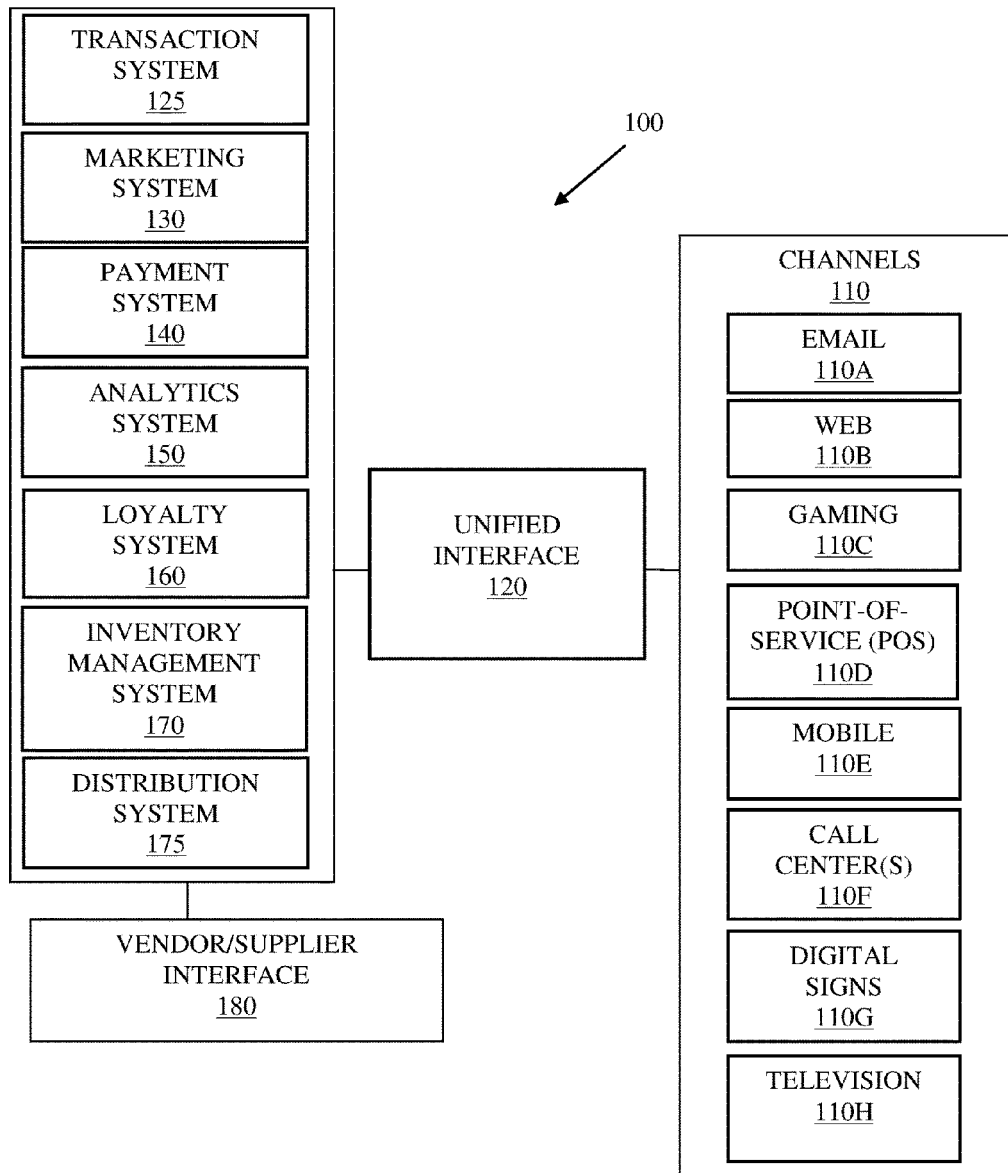 TRANSACTION
SYSTEM
125
MARKETING
SYSTEM
130
PAYMENT
SYSTEM
140
ANALYTICS
SYSTEM
150
LOYALTY
SYSTEM
160
INVENTORY
MANAGEMENT
SYSTEM
170
DISTRIBUTION
SYSTEM
175
VENDOR/SUPPLIER
INTERFACE
180
100
UNIFIED
INTERFACE
120
CHANNELS
110
EMAIL
110A
WEB
110B
GAMING
110C
POINT-OF-
SERVICE (POS)
110D
MOBILE
110E
CALL
CENTER(S)
110F
DIGITAL
SIGNS
110G
TELEVISION
110H